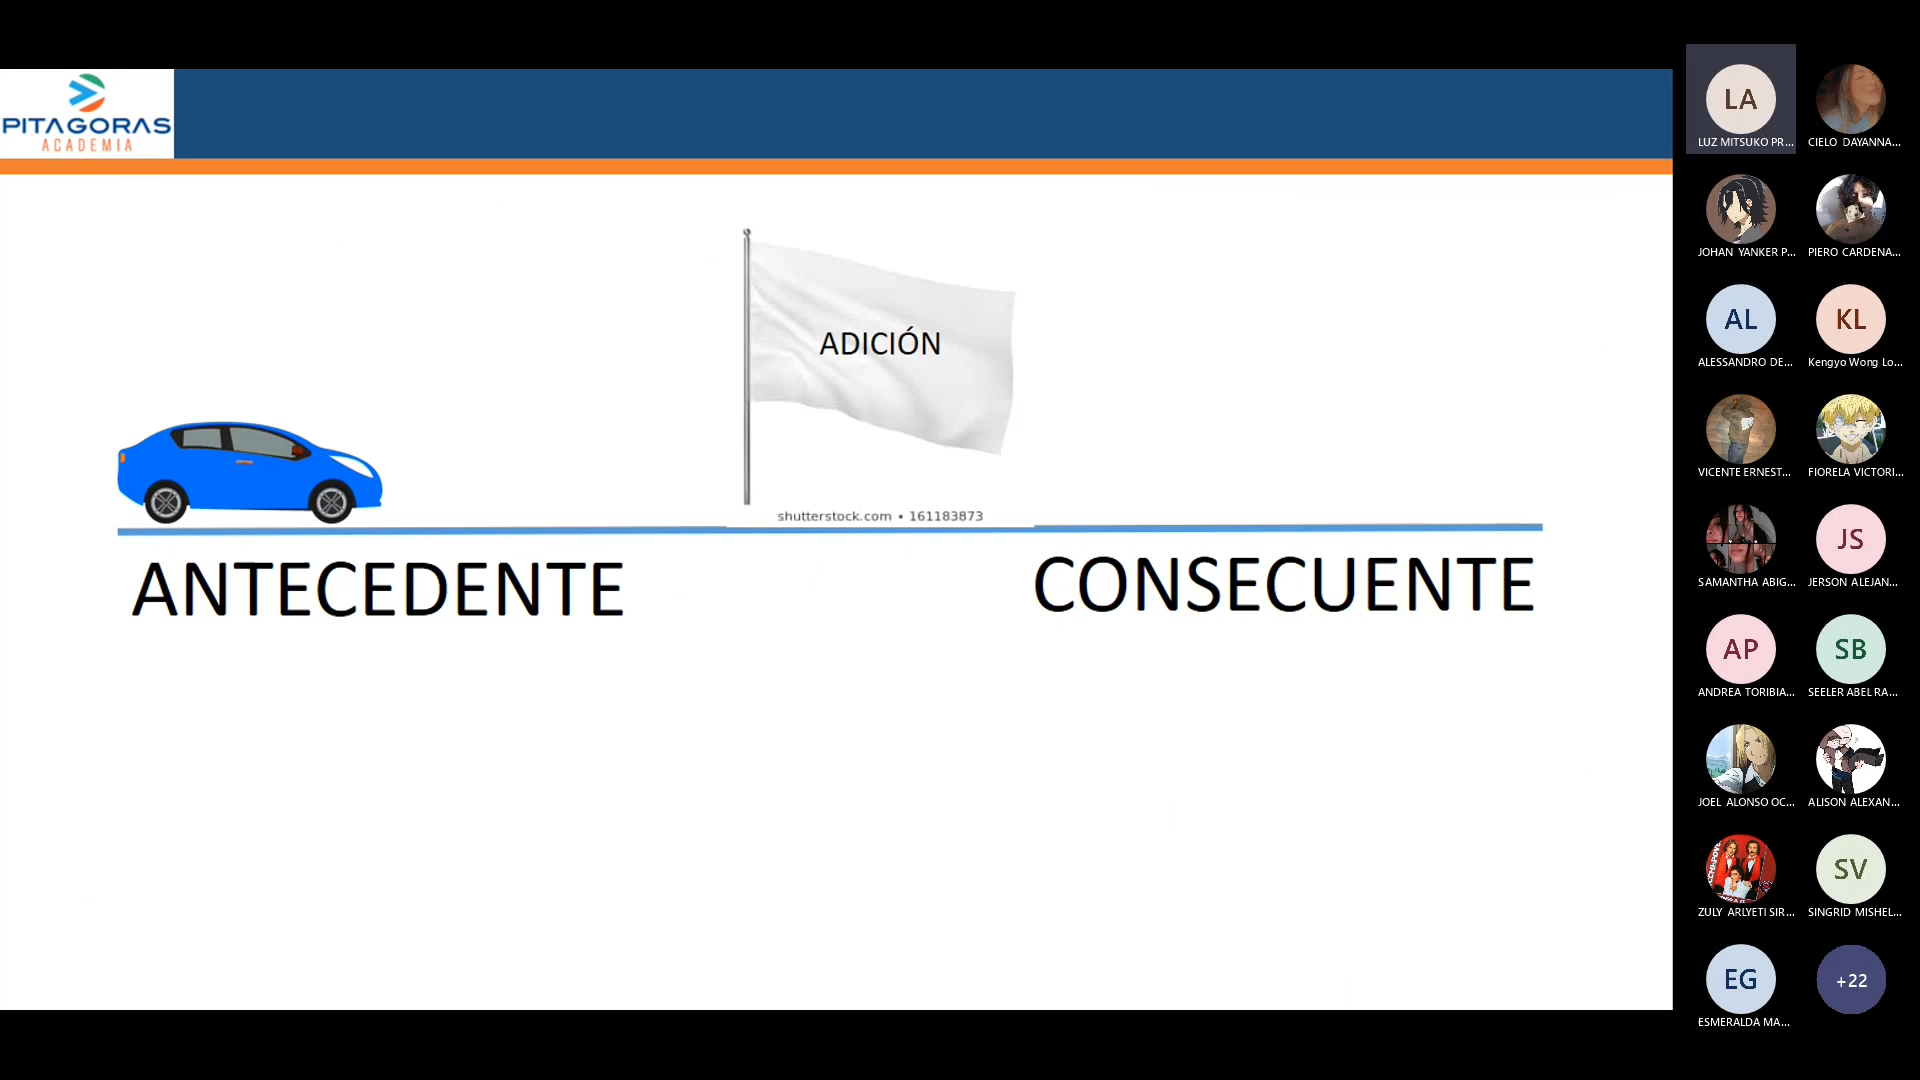 PITAGORAS
ACADEMIA
ADICIÓN
shutterstock.com • 161183873
ANTECEDENTE
CONSECUENTE
LA
LUZ MITSUKO PR...
CIELO DAYANNA...
JOHAN YANKER P...
PIERO CARDENA...
AL
ALESSANDRO DE...
KL
Kengyo Wong Lo...
VICENTE ERNEST...
FIORELA VICTORI...
SAMANTHA ABIG...
JS
JERSON ALEJAN...
AP
ANDREA TORIBIA...
SB
SEELER ABEL RA...
JOEL ALONSO OC...
ALISON ALEXAN...
ZULY ARLYETI SIR...
SV
SINGRID MISHEL...
EG
ESMERALDA MA...
+22